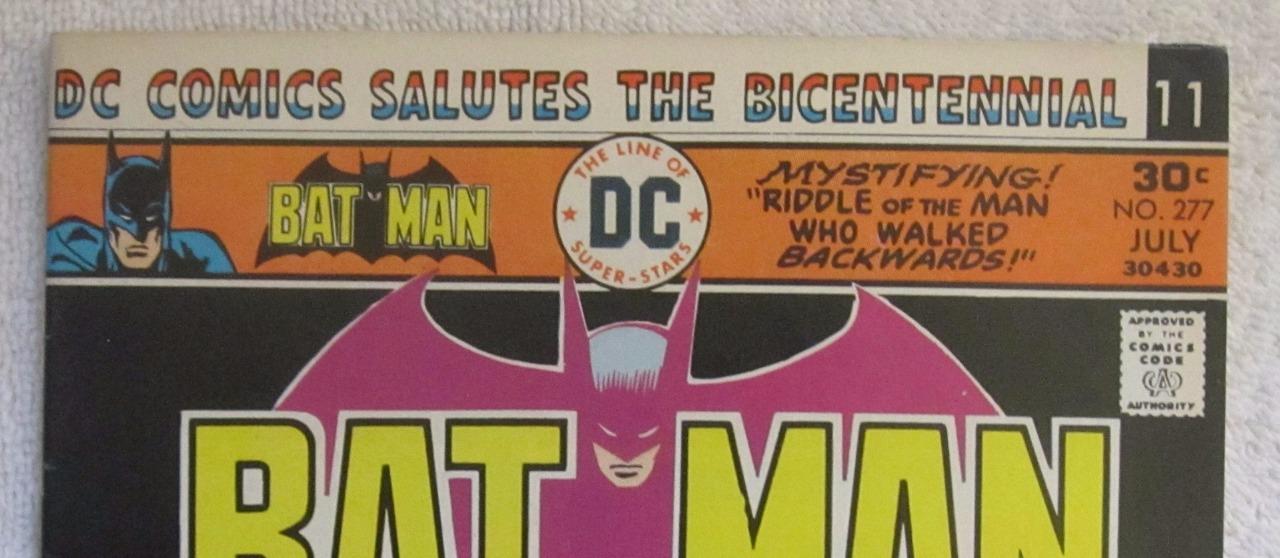 DC COMICS SALUTES THE BICENTENNIAL
11
BATMAN
THE LINE OF
DC
SUPER-STARS
MYSTIFYING!
"RIDDLE OF THE MAN
WHO WALKED
BACKWARDS!"
30¢
NO. 277
JULY
30430
APPROVED
BY THE
COMICS
CODE
CA
AUTHORITY
BATMAN